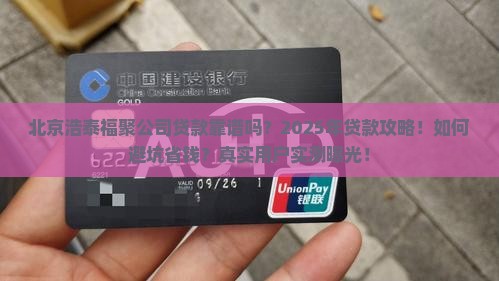 中国建设银行
China Construction Bank
GOLD
北京浩泰福聚公司贷款靠谱吗？2025年贷款攻略！如何
避坑省钱？真实用户实测曝光！
622
VALID
09/26
UnionPay
银联